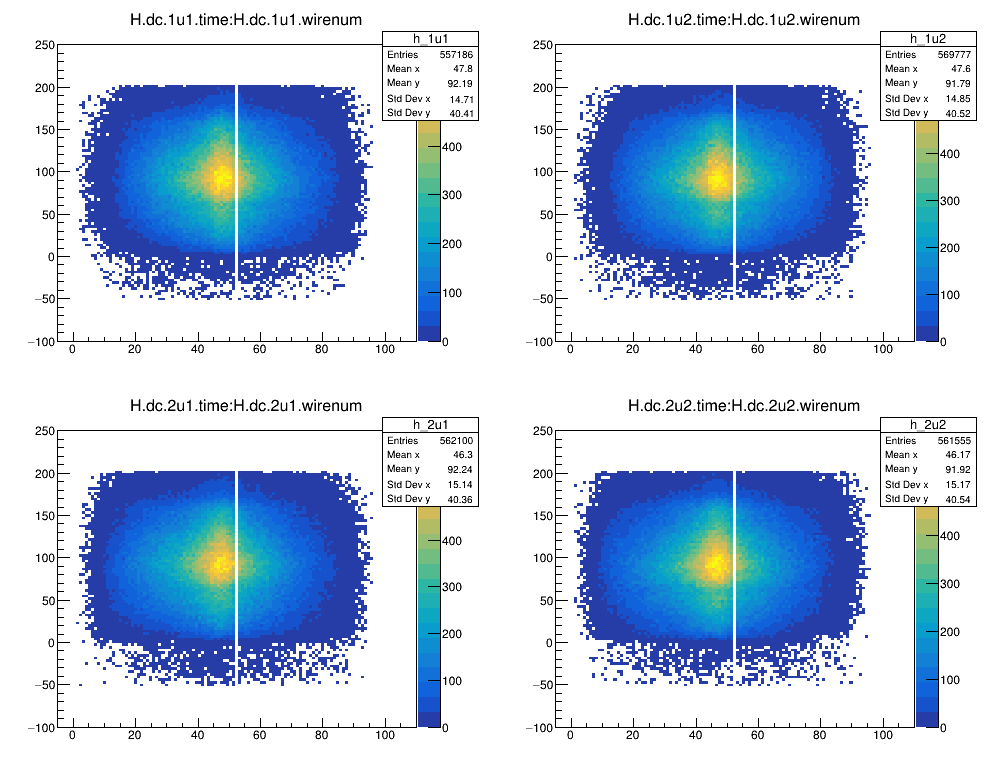 H.dc.1u1.time:H.dc.1u1.wirenum
h_1u1
Entries 557186
Mean x 47.8
Mean y 92.19
Std Dev x 14.71
Std Dev y 40.41
250
200
150
100
50
0
−50
−100
0 20 40 60 80 100
400
300
200
100
0
H.dc.1u2.time:H.dc.1u2.wirenum
h_1u2
Entries 569777
Mean x 47.6
Mean y 91.79
Std Dev x 14.85
Std Dev y 40.52
250
200
150
100
50
0
−50
−100
0 20 40 60 80 100
400
300
200
100
0
H.dc.2u1.time:H.dc.2u1.wirenum
h_2u1
Entries 562100
Mean x 46.3
Mean y 92.24
Std Dev x 15.14
Std Dev y 40.36
250
200
150
100
50
0
−50
−100
0 20 40 60 80 100
400
300
200
100
0
H.dc.2u2.time:H.dc.2u2.wirenum
h_2u2
Entries 561555
Mean x 46.17
Mean y 91.92
Std Dev x 15.17
Std Dev y 40.54
250
200
150
100
50
0
−50
−100
0 20 40 60 80 100
400
300
200
100
0